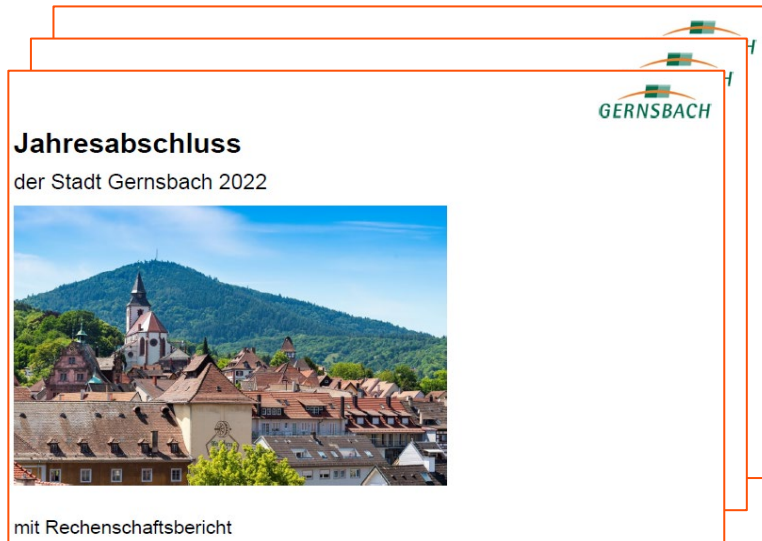 H
H
GERNSBACH
Jahresabschluss
der Stadt Gernsbach 2022
mit Rechenschaftsbericht